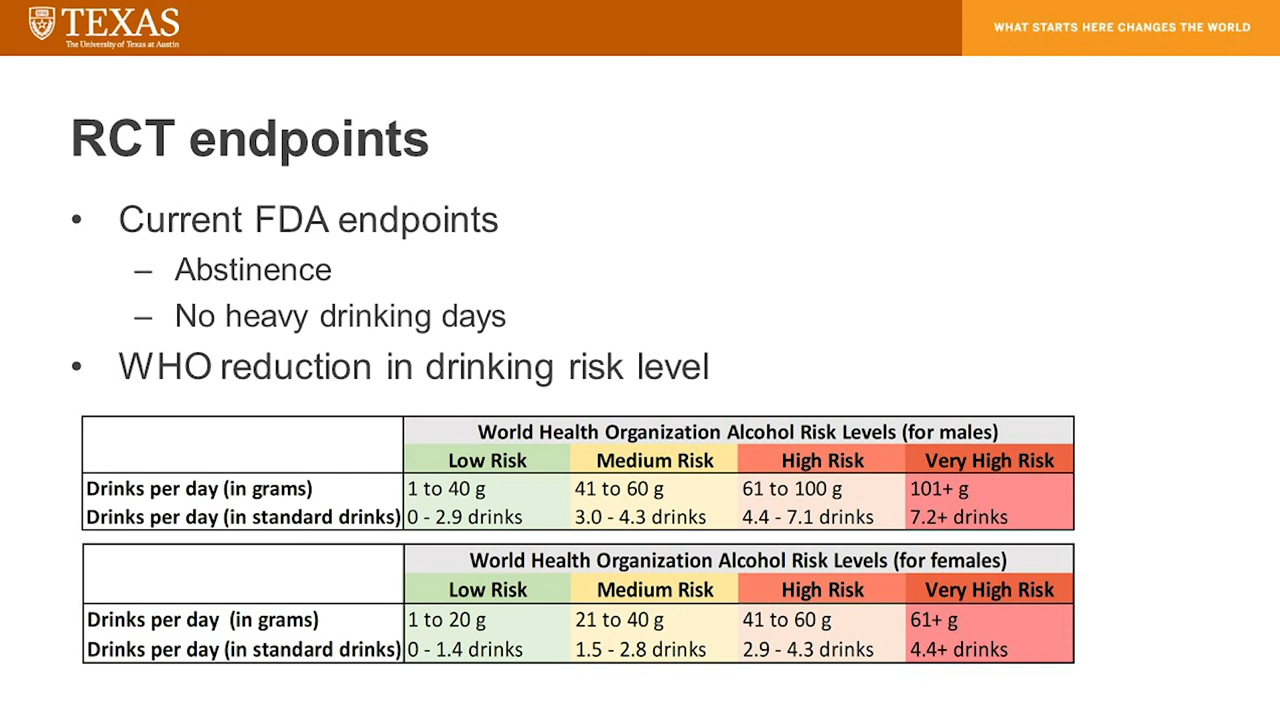 TEXAS
The University of Texas at Austin
WHAT STARTS HERE CHANGES THE WORLD
RCT endpoints
• Current FDA endpoints
– Abstinence
– No heavy drinking days
• WHO reduction in drinking risk level
World Health Organization Alcohol Risk Levels (for males)
Low Risk Medium Risk High Risk Very High Risk
Drinks per day (in grams) 1 to 40 g 41 to 60 g 61 to 100 g 101+ g
Drinks per day (in standard drinks) 0 - 2.9 drinks 3.0 - 4.3 drinks 4.4 - 7.1 drinks 7.2+ drinks
World Health Organization Alcohol Risk Levels (for females)
Low Risk Medium Risk High Risk Very High Risk
Drinks per day (in grams) 1 to 20 g 21 to 40 g 41 to 60 g 61+ g
Drinks per day (in standard drinks) 0 - 1.4 drinks 1.5 - 2.8 drinks 2.9 - 4.3 drinks 4.4+ drinks